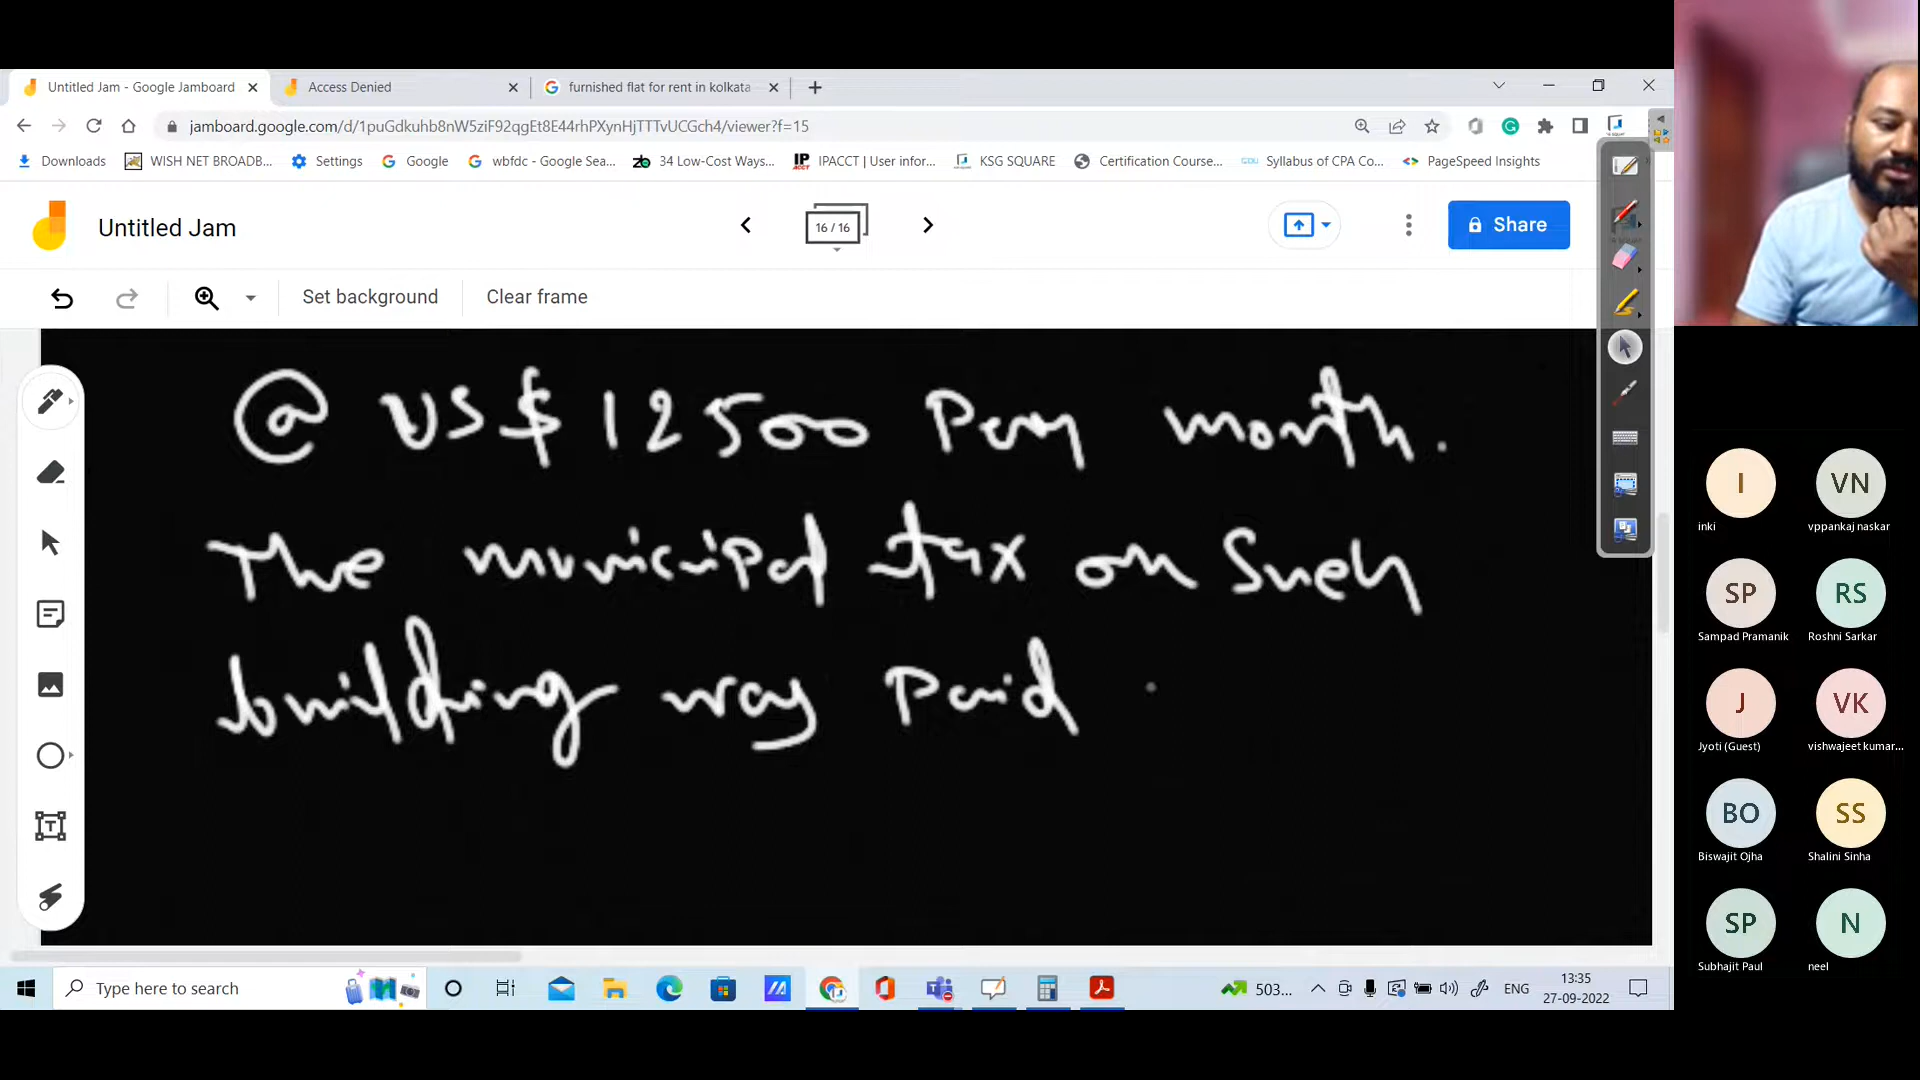 Untitled Jam - Google Jamboard
Access Denied
furnished flat for rent in kolkata
jamboard.google.com/d/1puGdkuhb8nW5ziF92qgEt8E44rhPXynHjTTTvUCGch4/viewer?f=15
Downloads WISH NET BROADB... Settings Google wbfdc - Google Sea... 34 Low-Cost Ways... IPACCT | User infor... KSG SQUARE Certification Course... Syllabus of CPA Co... PageSpeed Insights
Untitled Jam
16 / 16
Share
Set background Clear frame
@ US $ 12500 Per month.
The municipal tax on Such
building was Paid
I VN
inki vppankaj naskar
SP RS
Sampad Pramanik Roshni Sarkar
J VK
Jyoti (Guest) vishwajeet kumar...
BO SS
Biswajit Ojha Shalini Sinha
SP N
Subhajit Paul neel
Type here to search
503...
ENG
13:35
27-09-2022